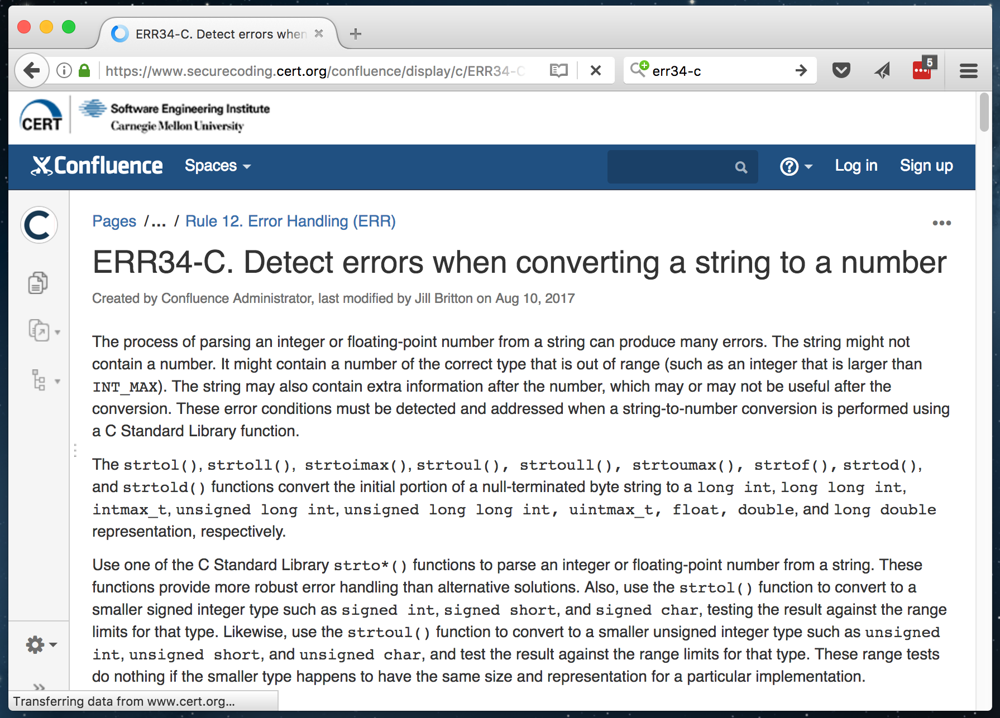 ERR34-C. Detect errors when
https://www.securecoding.cert.org/confluence/display/c/ERR34-C
err34-c
5
CERT
Software Engineering Institute
Carnegie Mellon University
Confluence
Spaces
Log in
Sign up
Pages /... / Rule 12. Error Handling (ERR)
ERR34-C. Detect errors when converting a string to a number
Created by Confluence Administrator, last modified by Jill Britton on Aug 10, 2017
The process of parsing an integer or floating-point number from a string can produce many errors. The string might not
contain a number. It might contain a number of the correct type that is out of range (such as an integer that is larger than
INT_MAX). The string may also contain extra information after the number, which may or may not be useful after the
conversion. These error conditions must be detected and addressed when a string-to-number conversion is performed using
a C Standard Library function.
The strtol(), strtoll(), strtoimax(), strtoul(), strtoull(), strtoumax(), strtof(), strtod(),
and strtold() functions convert the initial portion of a null-terminated byte string to a long int, long long int,
intmax_t, unsigned long int, unsigned long long int, uintmax_t, float, double, and long double
representation, respectively.
Use one of the C Standard Library strto*() functions to parse an integer or floating-point number from a string. These
functions provide more robust error handling than alternative solutions. Also, use the strtol() function to convert to a
smaller signed integer type such as signed int, signed short, and signed char, testing the result against the range
limits for that type. Likewise, use the strtoul() function to convert to a smaller unsigned integer type such as unsigned
int, unsigned short, and unsigned char, and test the result against the range limits for that type. These range tests
do nothing if the smaller type happens to have the same size and representation for a particular implementation.
Transferring data from www.cert.org...